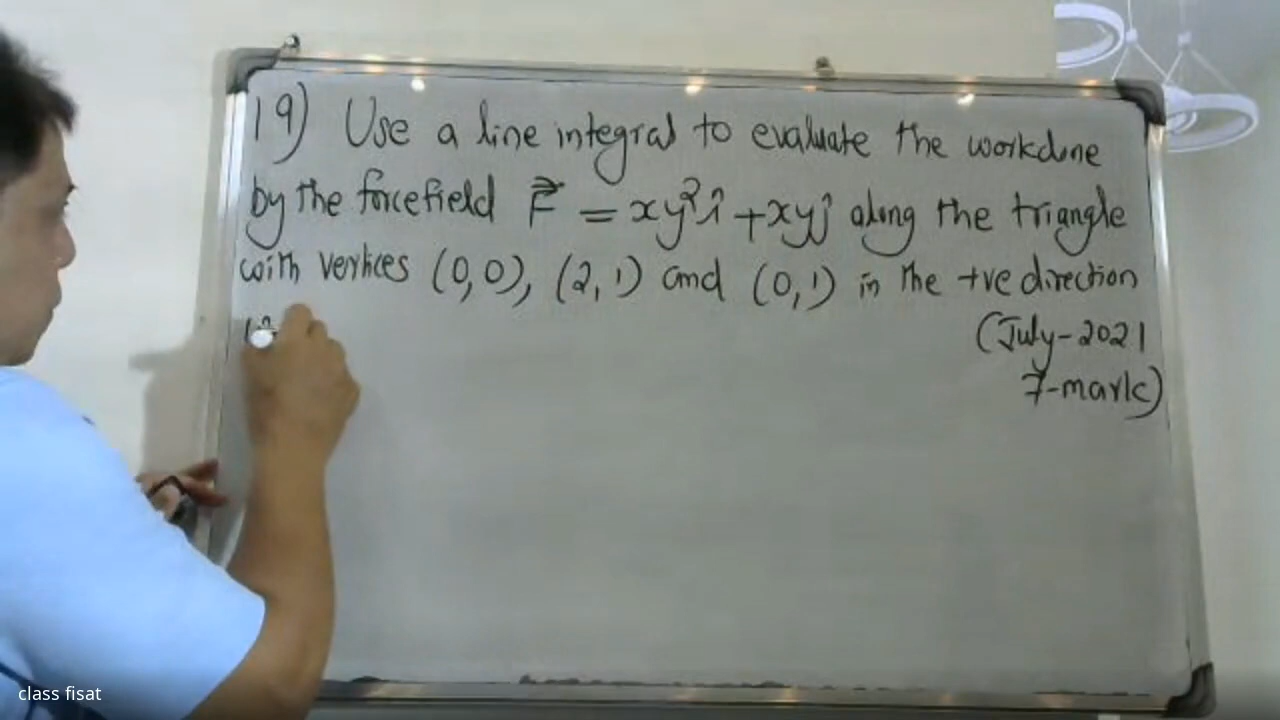 19) Use a line integral to evaluate the workdone
by the forcefield F⃗ = xy²î + xyĵ along the triangle
with vertices (0,0), (2,1) and (0,1) in the +ve direction
(July-2021
7-mark)
class fisat